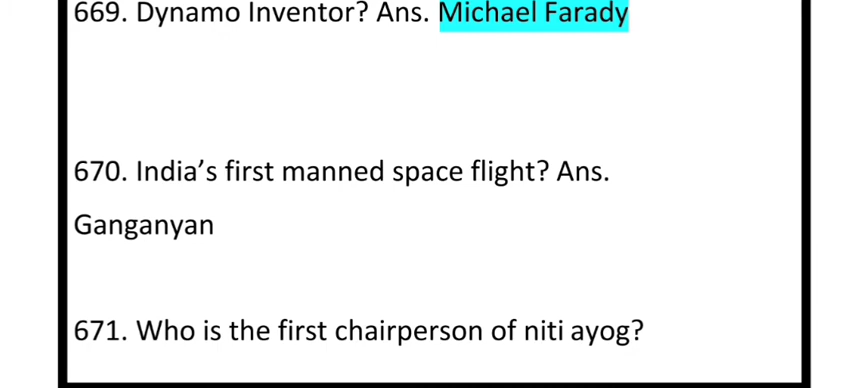 669. Dynamo Inventor? Ans. Michael Farady
670. India’s first manned space flight? Ans.
Ganganyan
671. Who is the first chairperson of niti ayog?